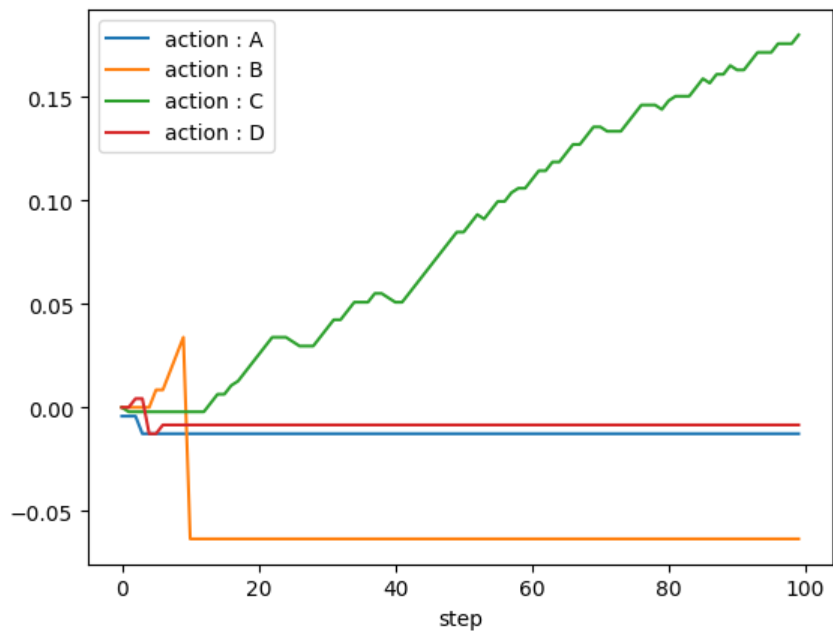 action : A
action : B
action : C
action : D
0.15
0.10
0.05
0.00
−0.05
0 20 40 60 80 100
step